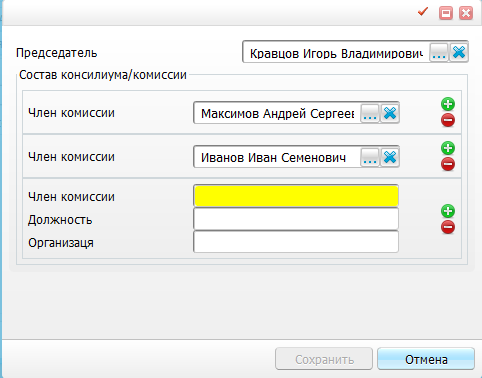 Председатель Кравцов Игорь Владимирович ...
Состав консилиума/комиссии
Член комиссии Максимов Андрей Сергеев ...
Член комиссии Иванов Иван Семенович ...
Член комиссии
Должность
Организаця
Сохранить Отмена